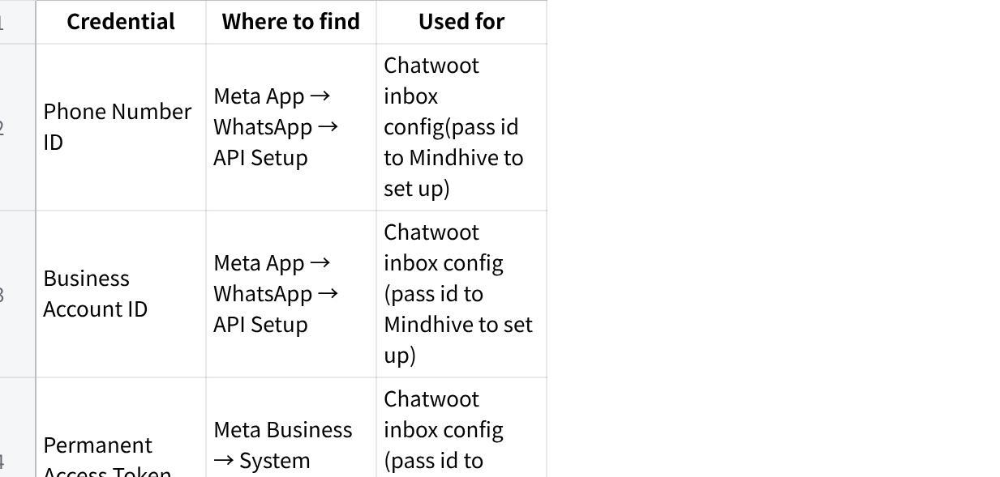 1
Credential
Where to find
Used for
2
Phone Number
ID
Meta App →
WhatsApp →
API Setup
Chatwoot
inbox
config(pass id
to Mindhive to
set up)
3
Business
Account ID
Meta App →
WhatsApp →
API Setup
Chatwoot
inbox config
(pass id to
Mindhive to set
up)
4
Permanent
Access Token
Meta Business
→ System
Chatwoot
inbox config
(pass id to